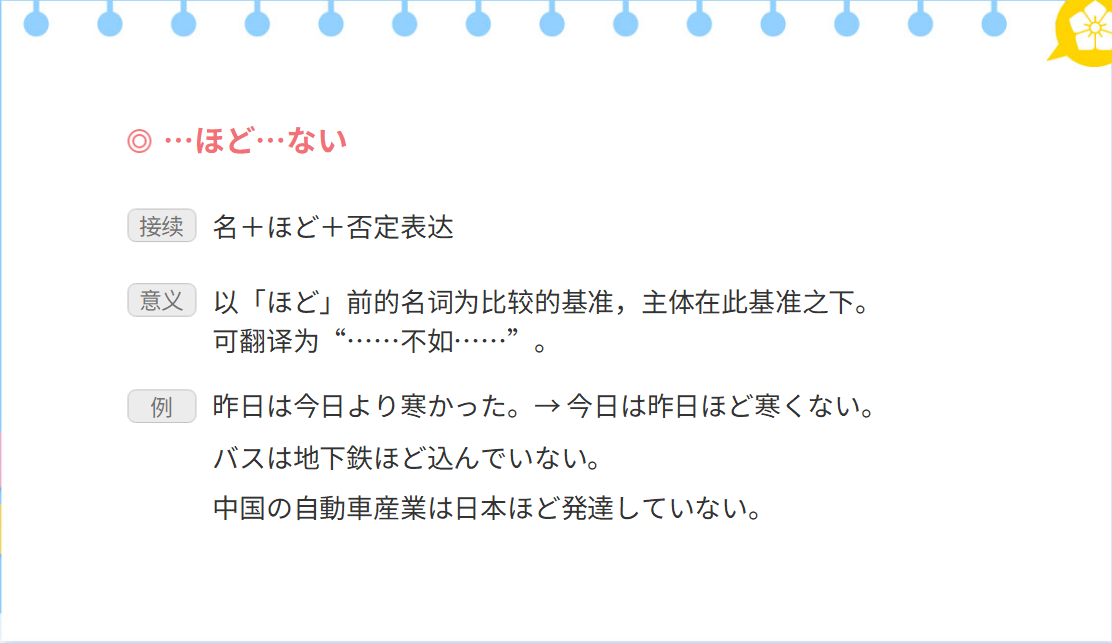 ◎ …ほど…ない
接续 名＋ほど＋否定表达
意义 以「ほど」前的名词为比较的基准，主体在此基准之下。
可翻译为“……不如……”。
例 昨日は今日より寒かった。→ 今日は昨日ほど寒くない。
バスは地下鉄ほど込んでいない。
中国の自動車産業は日本ほど発達していない。